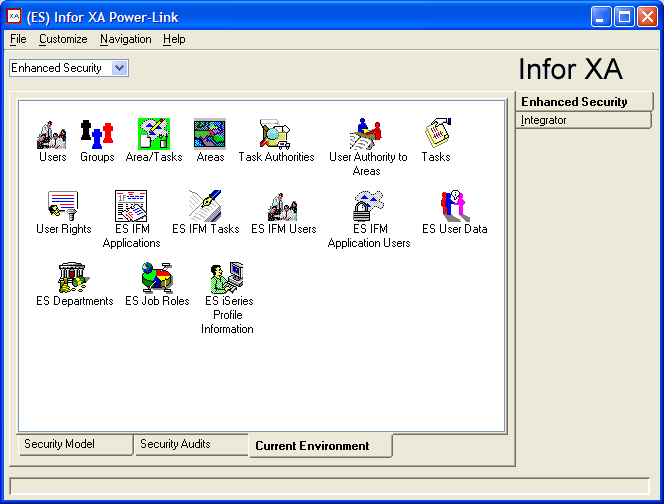 XA (ES) Infor XA Power-Link
File Customize Navigation Help
Enhanced Security
Infor XA
Enhanced Security
Integrator
Users Groups Area/Tasks Areas Task Authorities User Authority to Areas Tasks
User Rights ES IFM Applications ES IFM Tasks ES IFM Users ES IFM Application Users ES User Data
ES Departments ES Job Roles ES iSeries Profile Information
Security Model Security Audits Current Environment